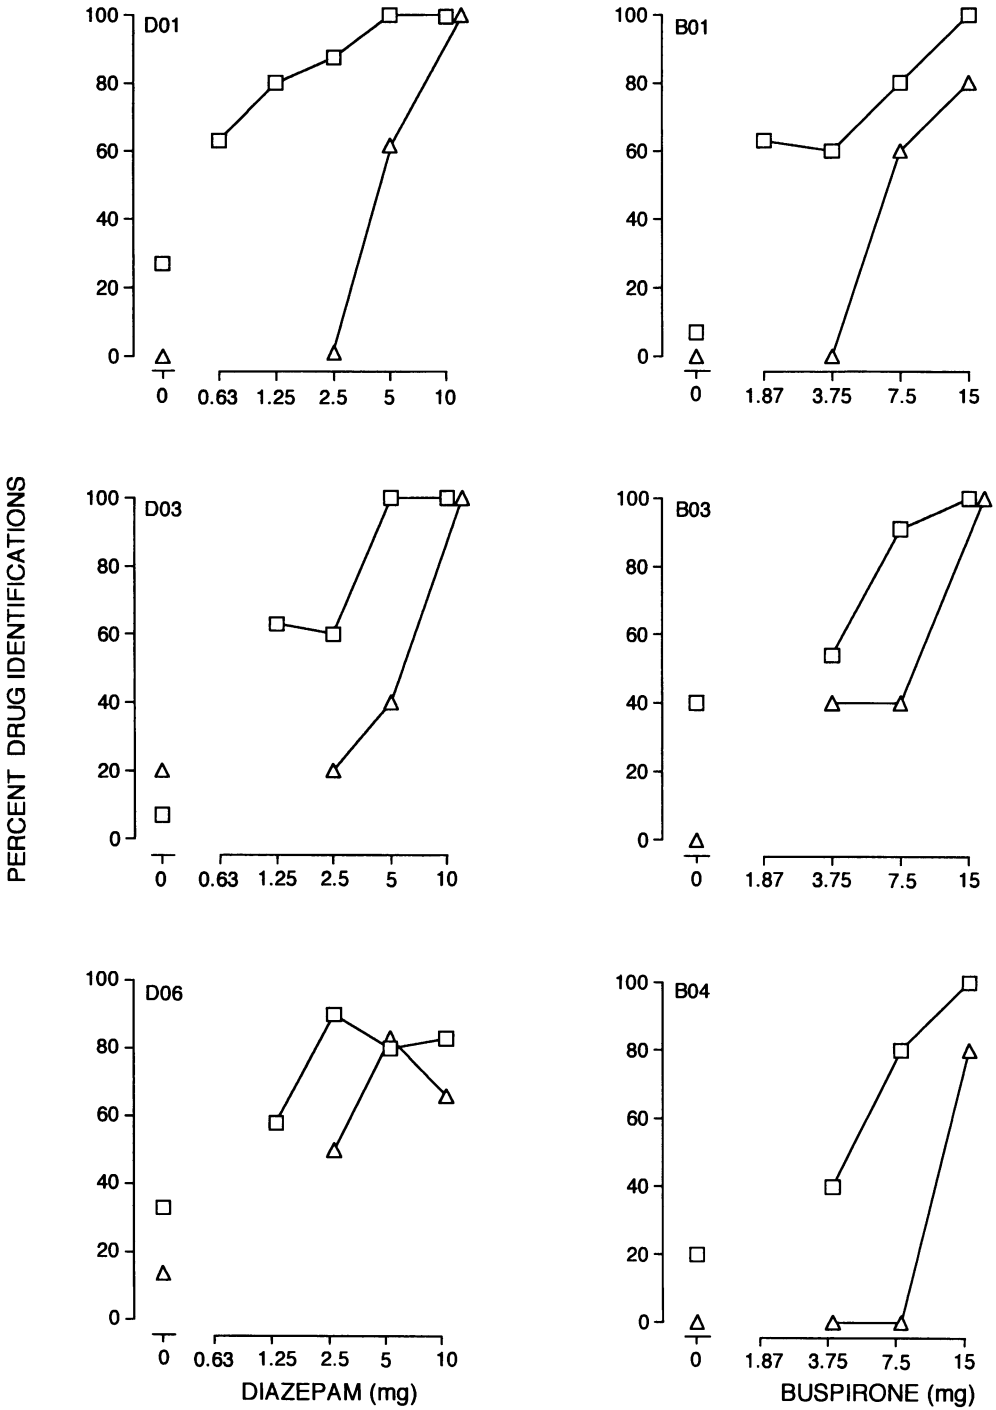 PERCENT DRUG IDENTIFICATIONS
D01
100
80
60
40
20
0
0 0.63 1.25 2.5 5 10
B01
100
80
60
40
20
0
0 1.87 3.75 7.5 15
D03
100
80
60
40
20
0
0 0.63 1.25 2.5 5 10
B03
100
80
60
40
20
0
0 1.87 3.75 7.5 15
D06
100
80
60
40
20
0
0 0.63 1.25 2.5 5 10
DIAZEPAM (mg)
B04
100
80
60
40
20
0
0 1.87 3.75 7.5 15
BUSPIRONE (mg)